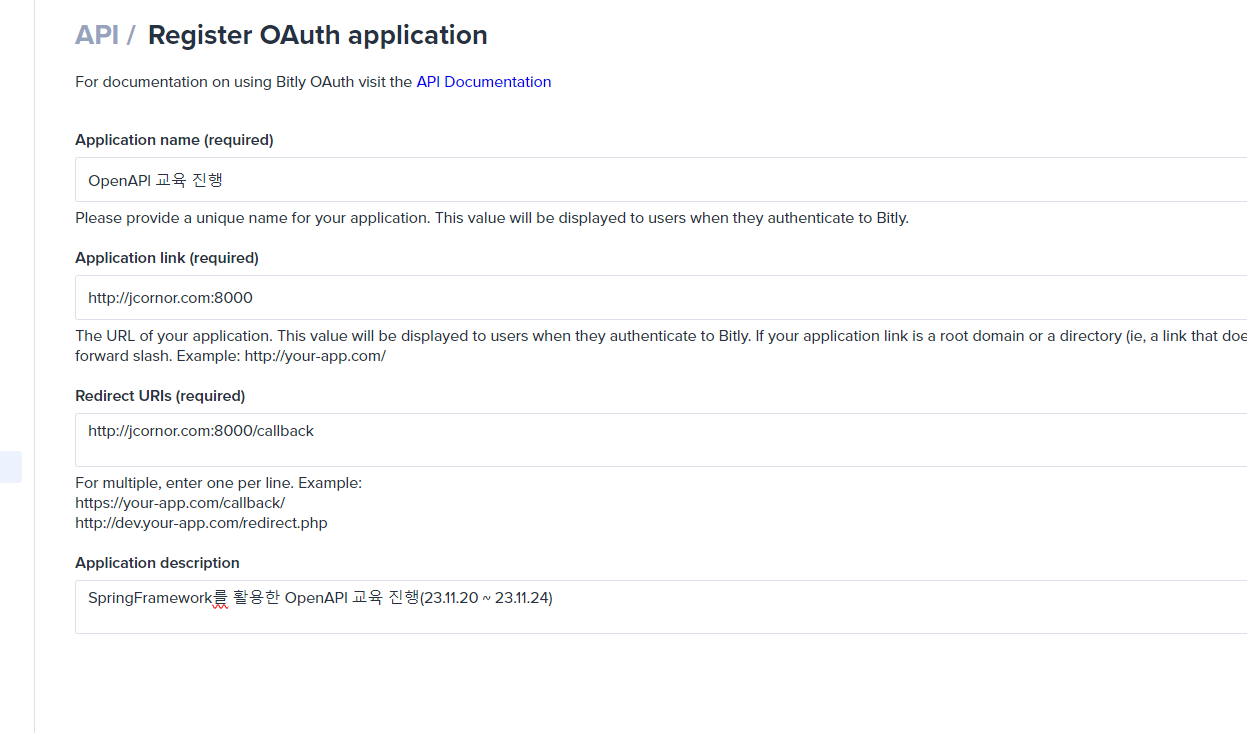 API / Register OAuth application
For documentation on using Bitly OAuth visit the API Documentation
Application name (required)
OpenAPI 교육 진행
Please provide a unique name for your application. This value will be displayed to users when they authenticate to Bitly.
Application link (required)
http://jcornor.com:8000
The URL of your application. This value will be displayed to users when they authenticate to Bitly. If your application link is a root domain or a directory (ie, a link that doe
forward slash. Example: http://your-app.com/
Redirect URIs (required)
http://jcornor.com:8000/callback
For multiple, enter one per line. Example:
https://your-app.com/callback/
http://dev.your-app.com/redirect.php
Application description
SpringFramework를 활용한 OpenAPI 교육 진행(23.11.20 ~ 23.11.24)